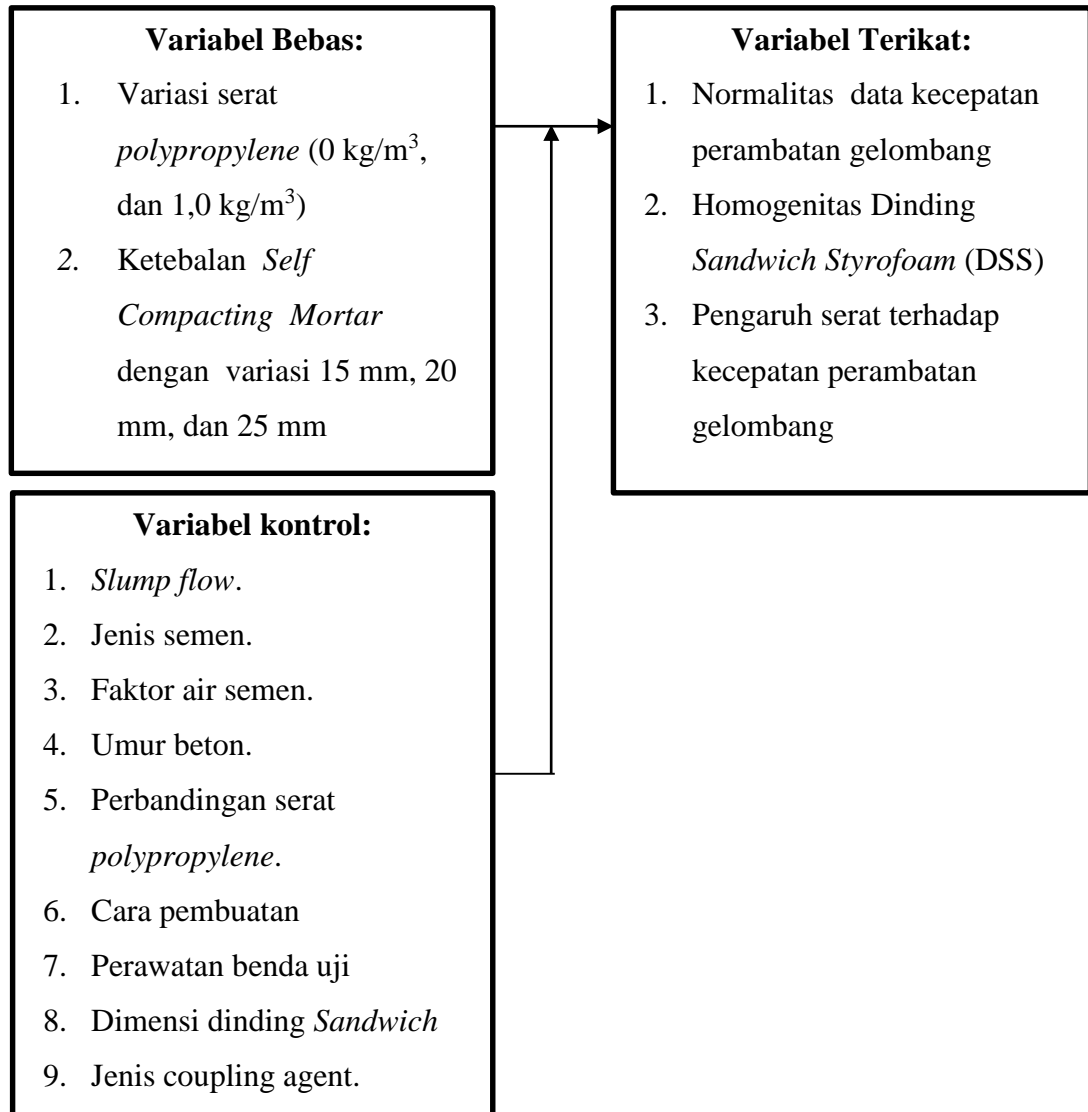 Variabel Bebas:
1. Variasi serat
polypropylene (0 kg/m³,
dan 1,0 kg/m³)
2. Ketebalan Self
Compacting Mortar
dengan variasi 15 mm, 20
mm, dan 25 mm
Variabel Terikat:
1. Normalitas data kecepatan
perambatan gelombang
2. Homogenitas Dinding
Sandwich Styrofoam (DSS)
3. Pengaruh serat terhadap
kecepatan perambatan
gelombang
Variabel kontrol:
1. Slump flow.
2. Jenis semen.
3. Faktor air semen.
4. Umur beton.
5. Perbandingan serat
polypropylene.
6. Cara pembuatan
7. Perawatan benda uji
8. Dimensi dinding Sandwich
9. Jenis coupling agent.